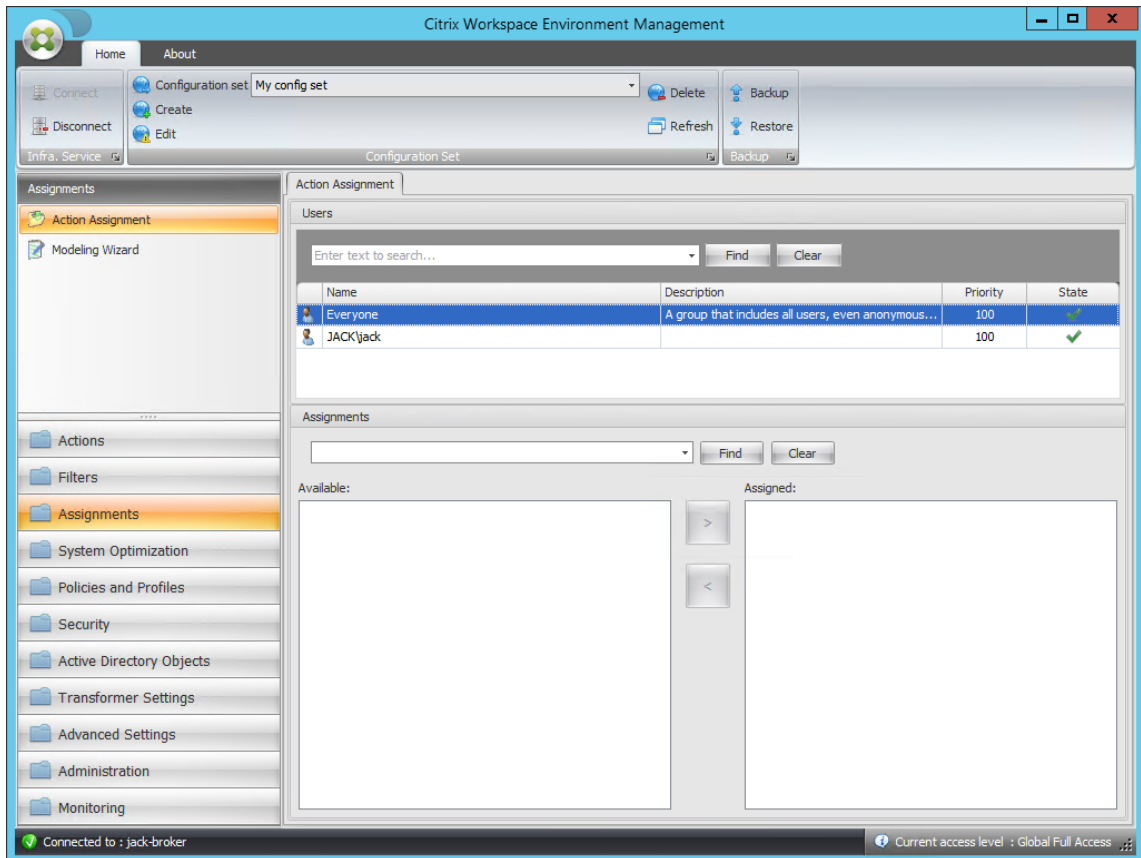 Citrix Workspace Environment Management
Home
About
Connect
Disconnect
Infra. Service
Configuration set My config set
Create
Edit
Delete
Refresh
Configuration Set
Backup
Restore
Backup
Assignments
Action Assignment
Modeling Wizard
Actions
Filters
Assignments
System Optimization
Policies and Profiles
Security
Active Directory Objects
Transformer Settings
Advanced Settings
Administration
Monitoring
Action Assignment
Users
Enter text to search...
Find
Clear
Name Description Priority State
Everyone A group that includes all users, even anonymous... 100
JACK\jack 100
Assignments
Find
Clear
Available:
Assigned:
>
<
Connected to : jack-broker
Current access level : Global Full Access